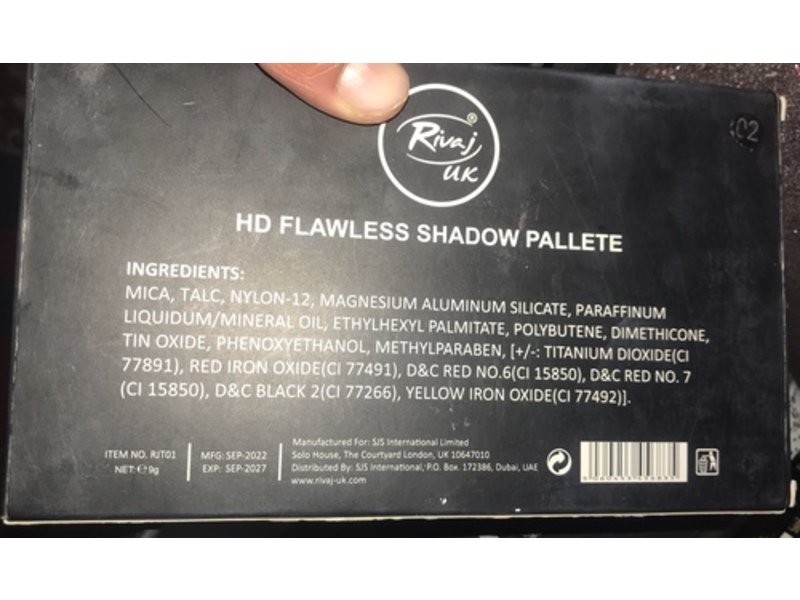 Rivaj
UK
®
02
HD FLAWLESS SHADOW PALLETE
INGREDIENTS:
MICA, TALC, NYLON-12, MAGNESIUM ALUMINUM SILICATE, PARAFFINUM
LIQUIDUM/MINERAL OIL, ETHYLHEXYL PALMITATE, POLYBUTENE, DIMETHICONE,
TIN OXIDE, PHENOXYETHANOL, METHYLPARABEN, [+/-: TITANIUM DIOXIDE(CI
77891), RED IRON OXIDE(CI 77491), D&C RED NO.6(CI 15850), D&C RED NO. 7
(CI 15850), D&C BLACK 2(CI 77266), YELLOW IRON OXIDE(CI 77492)].
ITEM NO. RJT01
NET: ℮ 9g
MFG: SEP-2022
EXP: SEP-2027
Manufactured For: SJS International Limited
Solo House, The Courtyard London, UK 10647010
Distributed By: SJS International, P.O. Box. 172386, Dubai, UAE
www.rivaj-uk.com